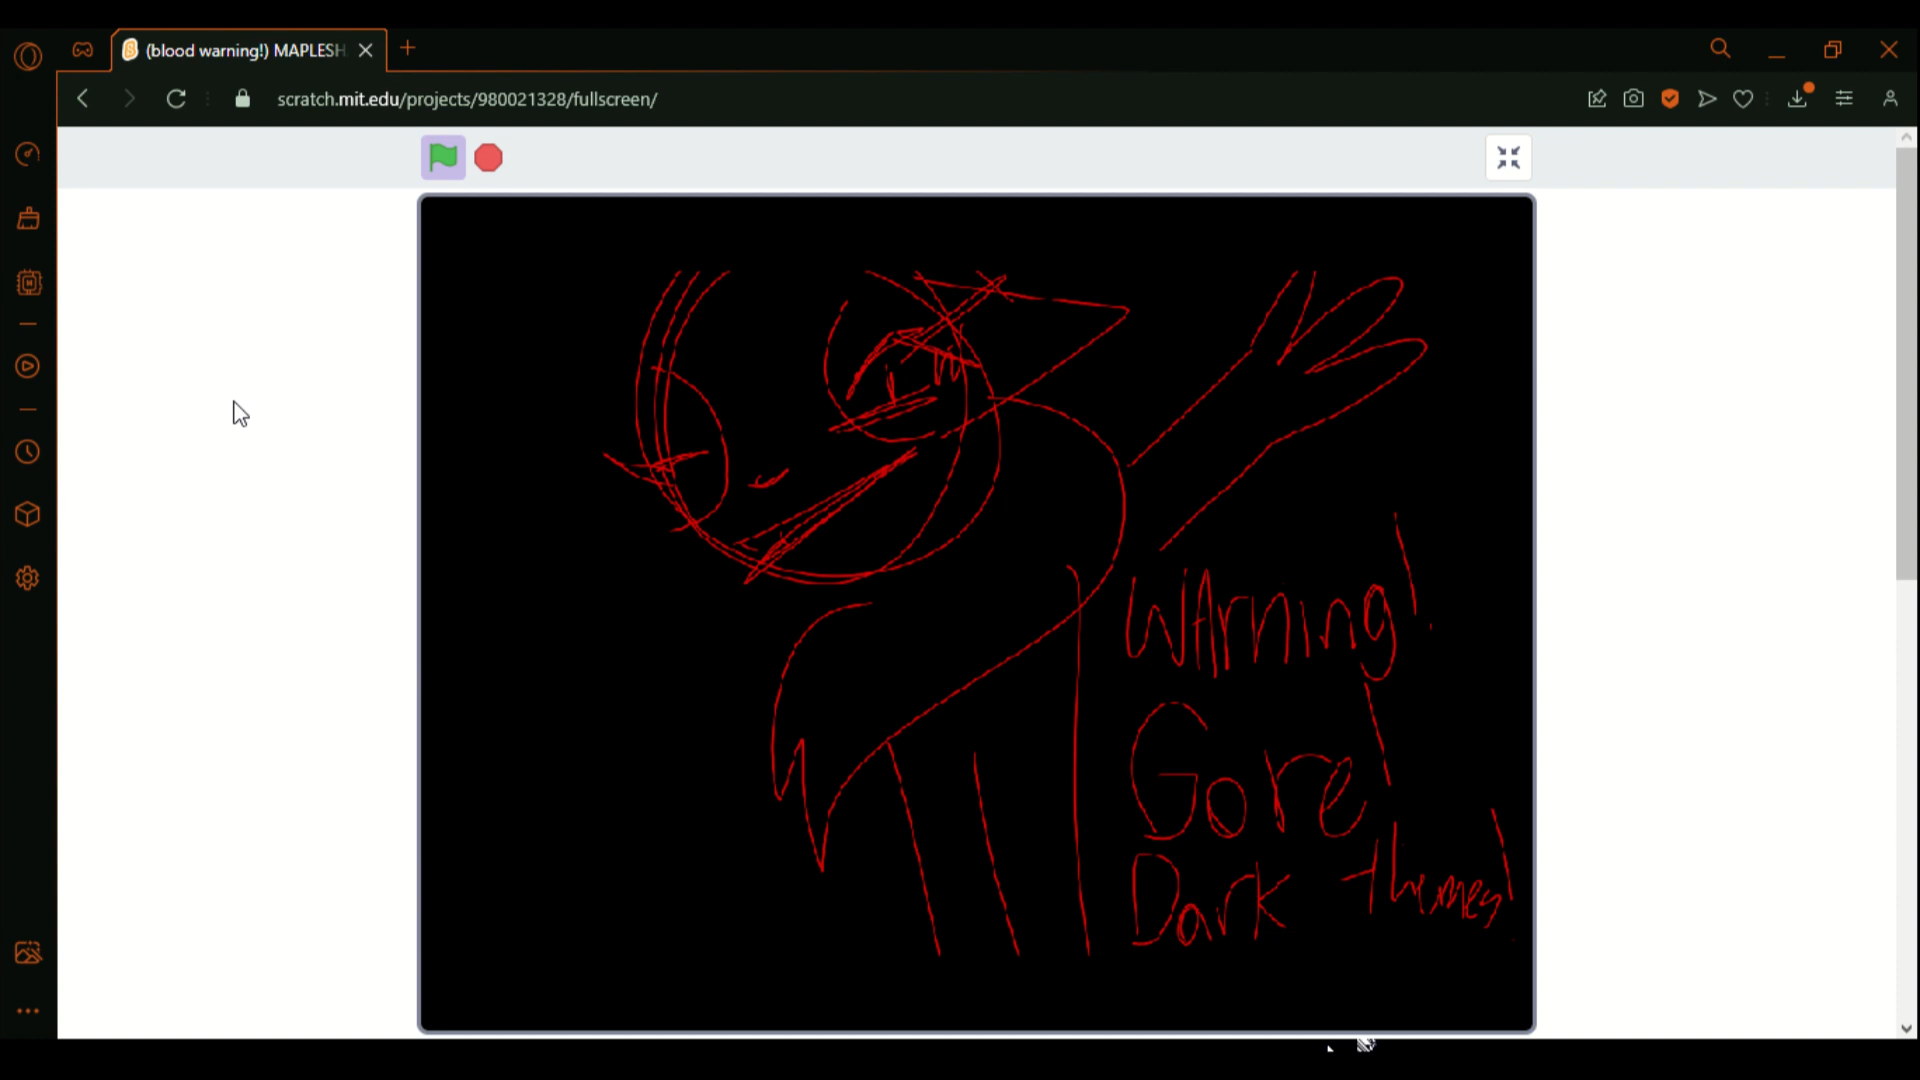 (blood warning!) MAPLESH
scratch.mit.edu/projects/980021328/fullscreen/
WArning!
Gore!
Dark themes!